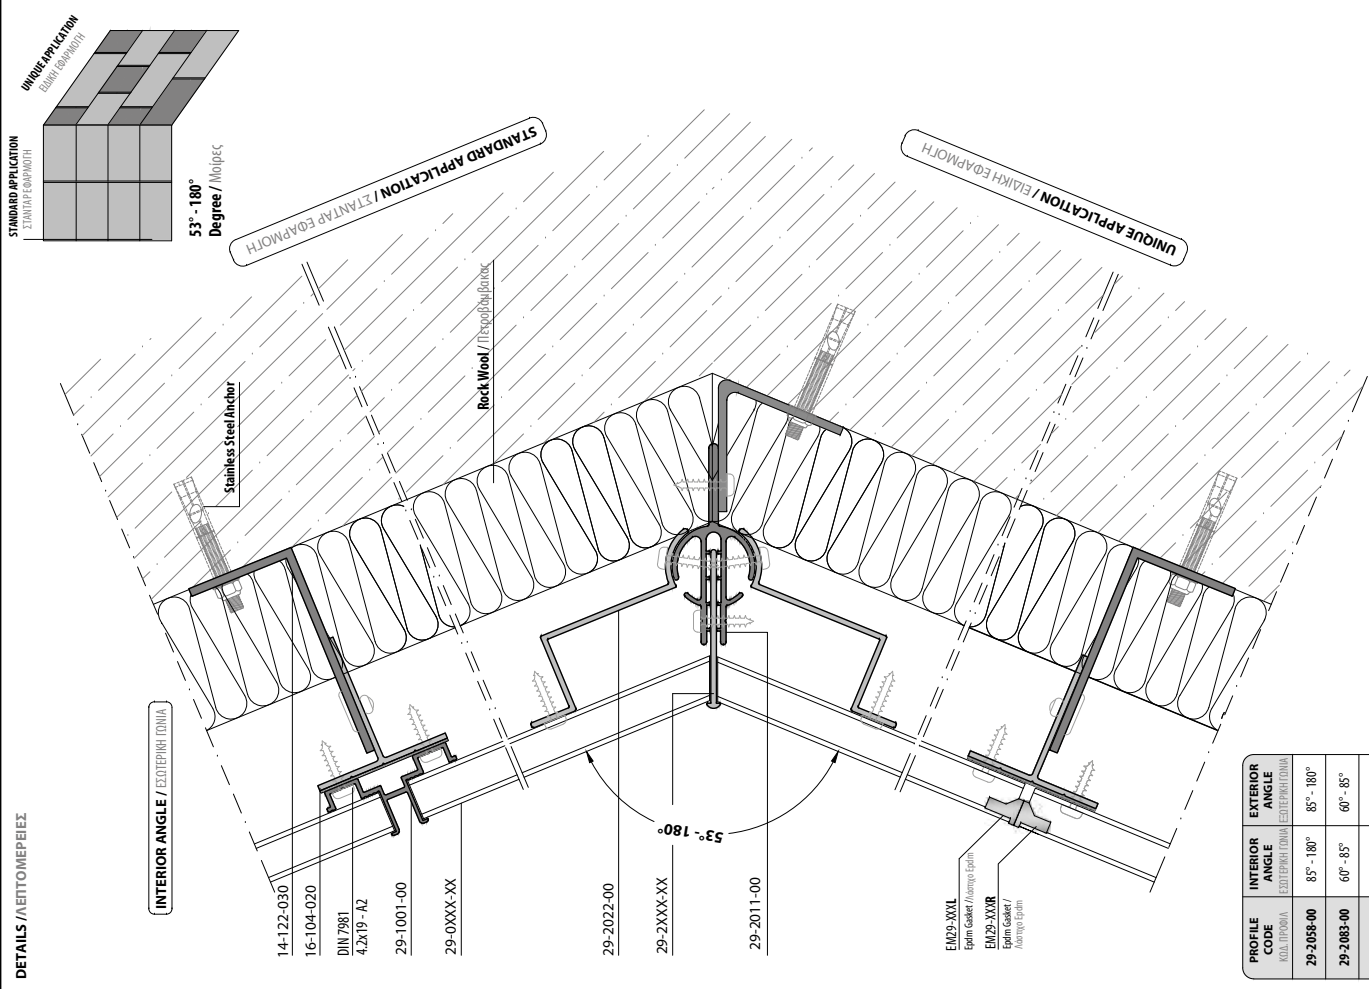 DETAILS / ΛΕΠΤΟΜΕΡΕΙΕΣ
STANDARD APPLICATION
ΣΤΑΝΤΑΡ ΕΦΑΡΜΟΓΗ
UNIQUE APPLICATION
ΕΙΔΙΚΗ ΕΦΑΡΜΟΓΗ
53° - 180°
Degree / Μοίρες
INTERIOR ANGLE / ΕΣΩΤΕΡΙΚΗ ΓΩΝΙΑ
STANDARD APPLICATION / ΣΤΑΝΤΑΡ ΕΦΑΡΜΟΓΗ
UNIQUE APPLICATION / ΕΙΔΙΚΗ ΕΦΑΡΜΟΓΗ
Stainless Steel Anchor
Rock Wool / Πετροβάμβακας
14-122-030
16-104-020
DIN 7981
4.2x19 - A2
29-1001-00
29-0XXX-XX
29-2022-00
29-2XXX-XX
29-2011-00
53° - 180°
EM29-XXXL
Epdm Gasket / Λάστιχο Epdm
EM29-XXXR
Epdm Gasket /
Λάστιχο Epdm
PROFILE CODE
ΚΩΔ. ΠΡΟΦΙΛ
INTERIOR ANGLE
ΕΣΩΤΕΡΙΚΗ ΓΩΝΙΑ
EXTERIOR ANGLE
ΕΞΩΤΕΡΙΚΗ ΓΩΝΙΑ
29-2058-00 85° - 180° 85° - 180°
29-2083-00 60° - 85° 60° - 85°